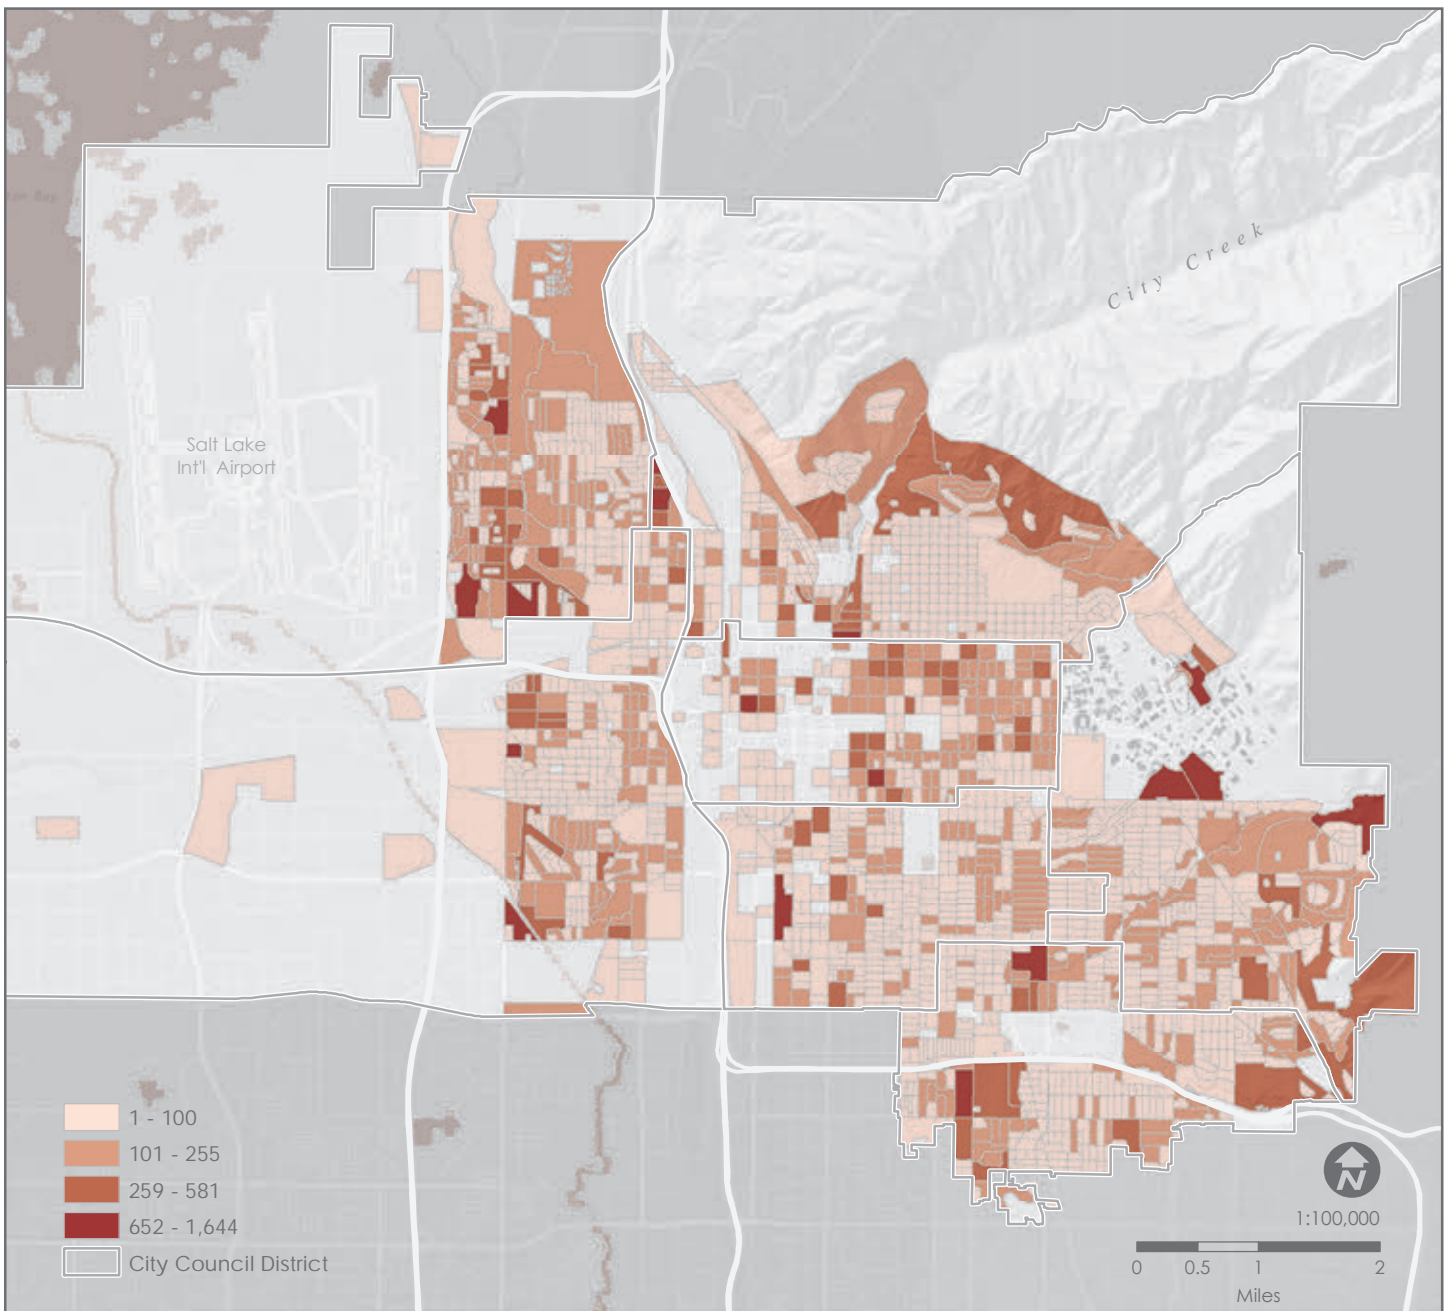 City Creek
Salt Lake
Int'l Airport
1 - 100
101 - 255
259 - 581
652 - 1,644
City Council District
N
1:100,000
0 0.5 1 2
Miles